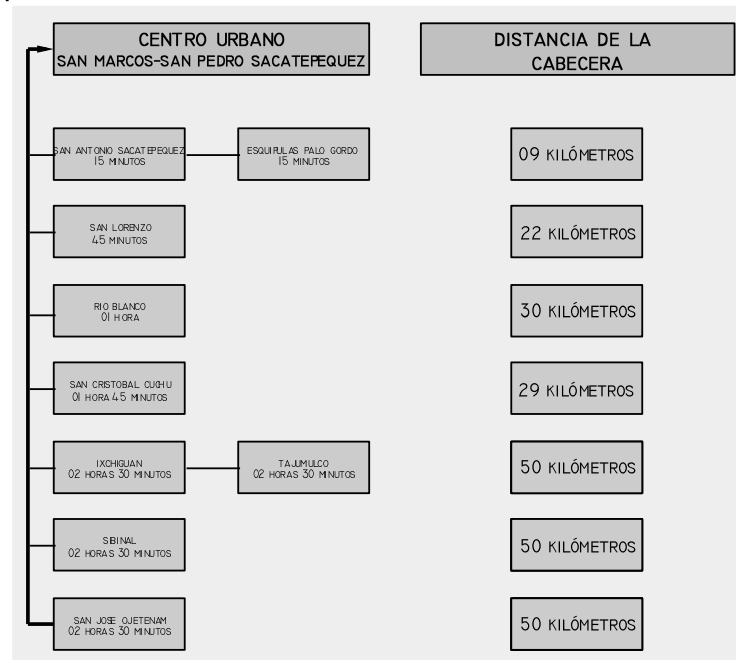 CENTRO URBANO
SAN MARCOS-SAN PEDRO SACATEPEQUEZ
DISTANCIA DE LA
CABECERA
SAN ANTONIO SACATEPEQUEZ
15 MINUTOS
ESQUIPULAS PALO GORDO
15 MINUTOS
09 KILÓMETROS
SAN LORENZO
45 MINUTOS
22 KILÓMETROS
RIO BLANCO
01 HORA
30 KILÓMETROS
SAN CRISTOBAL CUCHU
01 HORA 45 MINUTOS
29 KILÓMETROS
IXCHIGUAN
02 HORAS 30 MINUTOS
TAJUMULCO
02 HORAS 30 MINUTOS
50 KILÓMETROS
SIBINAL
02 HORAS 30 MINUTOS
50 KILÓMETROS
SAN JOSE OJETENAM
02 HORAS 30 MINUTOS
50 KILÓMETROS